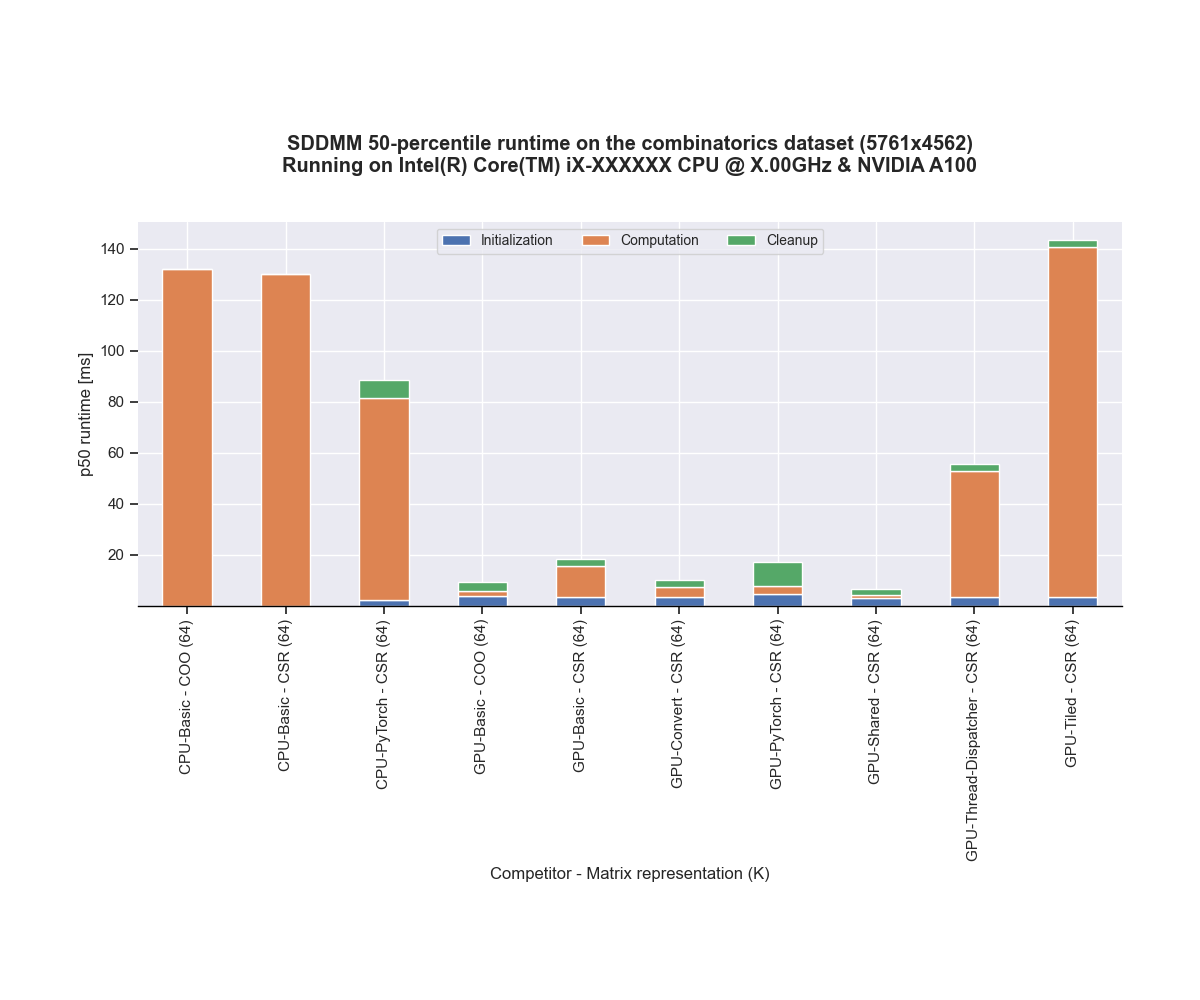 SDDMM 50-percentile runtime on the combinatorics dataset (5761x4562)
Running on Intel(R) Core(TM) iX-XXXXXX CPU @ X.00GHz & NVIDIA A100
Initialization
Computation
Cleanup
p50 runtime [ms]
140
120
100
80
60
40
20
CPU-Basic - COO (64)
CPU-Basic - CSR (64)
CPU-PyTorch - CSR (64)
GPU-Basic - COO (64)
GPU-Basic - CSR (64)
GPU-Convert - CSR (64)
GPU-PyTorch - CSR (64)
GPU-Shared - CSR (64)
GPU-Thread-Dispatcher - CSR (64)
GPU-Tiled - CSR (64)
Competitor - Matrix representation (K)